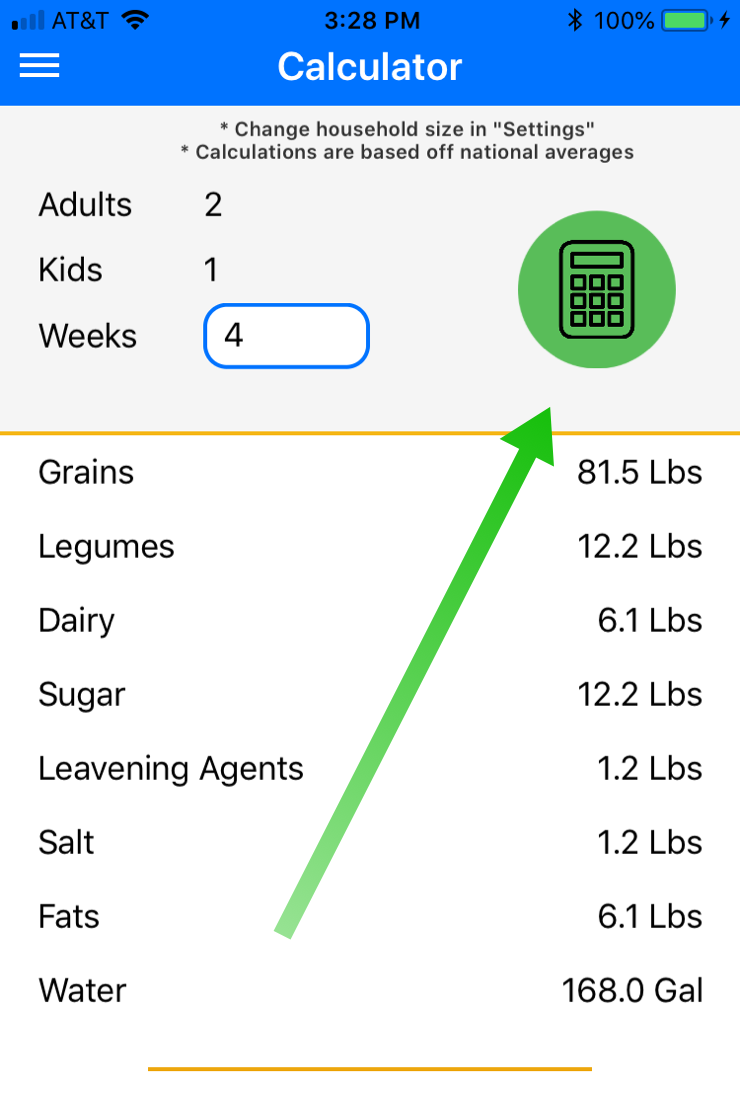 AT&T 3:28 PM 100%
Calculator
* Change household size in "Settings"
* Calculations are based off national averages
Adults 2
Kids 1
Weeks 4
Grains 81.5 Lbs
Legumes 12.2 Lbs
Dairy 6.1 Lbs
Sugar 12.2 Lbs
Leavening Agents 1.2 Lbs
Salt 1.2 Lbs
Fats 6.1 Lbs
Water 168.0 Gal